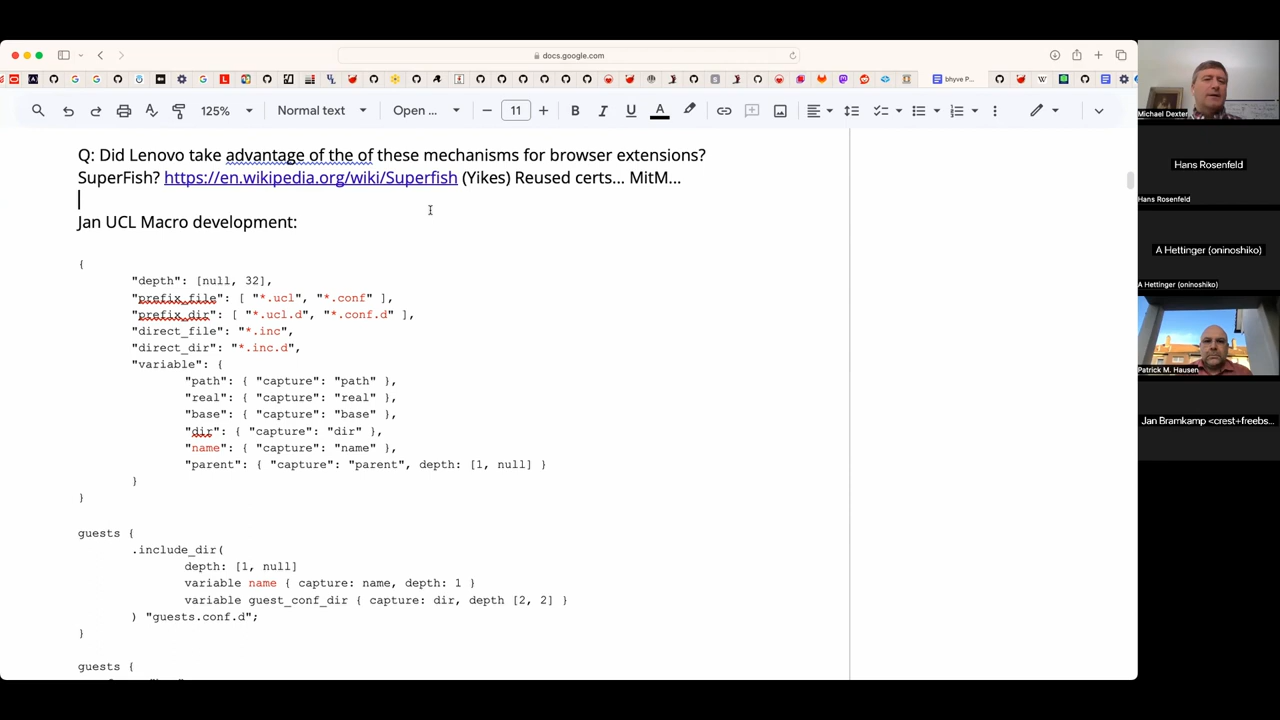 docs.google.com
bhyve P...
125%
Normal text
Open ...
11
Q: Did Lenovo take advantage of the of these mechanisms for browser extensions?
SuperFish? https://en.wikipedia.org/wiki/Superfish (Yikes) Reused certs... MitM...
Jan UCL Macro development:
{
"depth": [null, 32],
"prefix_file": [ "*.ucl", "*.conf" ],
"prefix_dir": [ "*.ucl.d", "*.conf.d" ],
"direct_file": "*.inc",
"direct_dir": "*.inc.d",
"variable": {
"path": { "capture": "path" },
"real": { "capture": "real" },
"base": { "capture": "base" },
"dir": { "capture": "dir" },
"name": { "capture": "name" },
"parent": { "capture": "parent", depth: [1, null] }
}
}
guests {
.include_dir(
depth: [1, null]
variable name { capture: name, depth: 1 }
variable guest_conf_dir { capture: dir, depth [2, 2] }
) "guests.conf.d";
}
guests {
Michael Dexter
Hans Rosenfeld
Hans Rosenfeld
A Hettinger (oninoshiko)
A Hettinger (oninoshiko)
Patrick M. Hausen
Jan Bramkamp <crest+freebs...